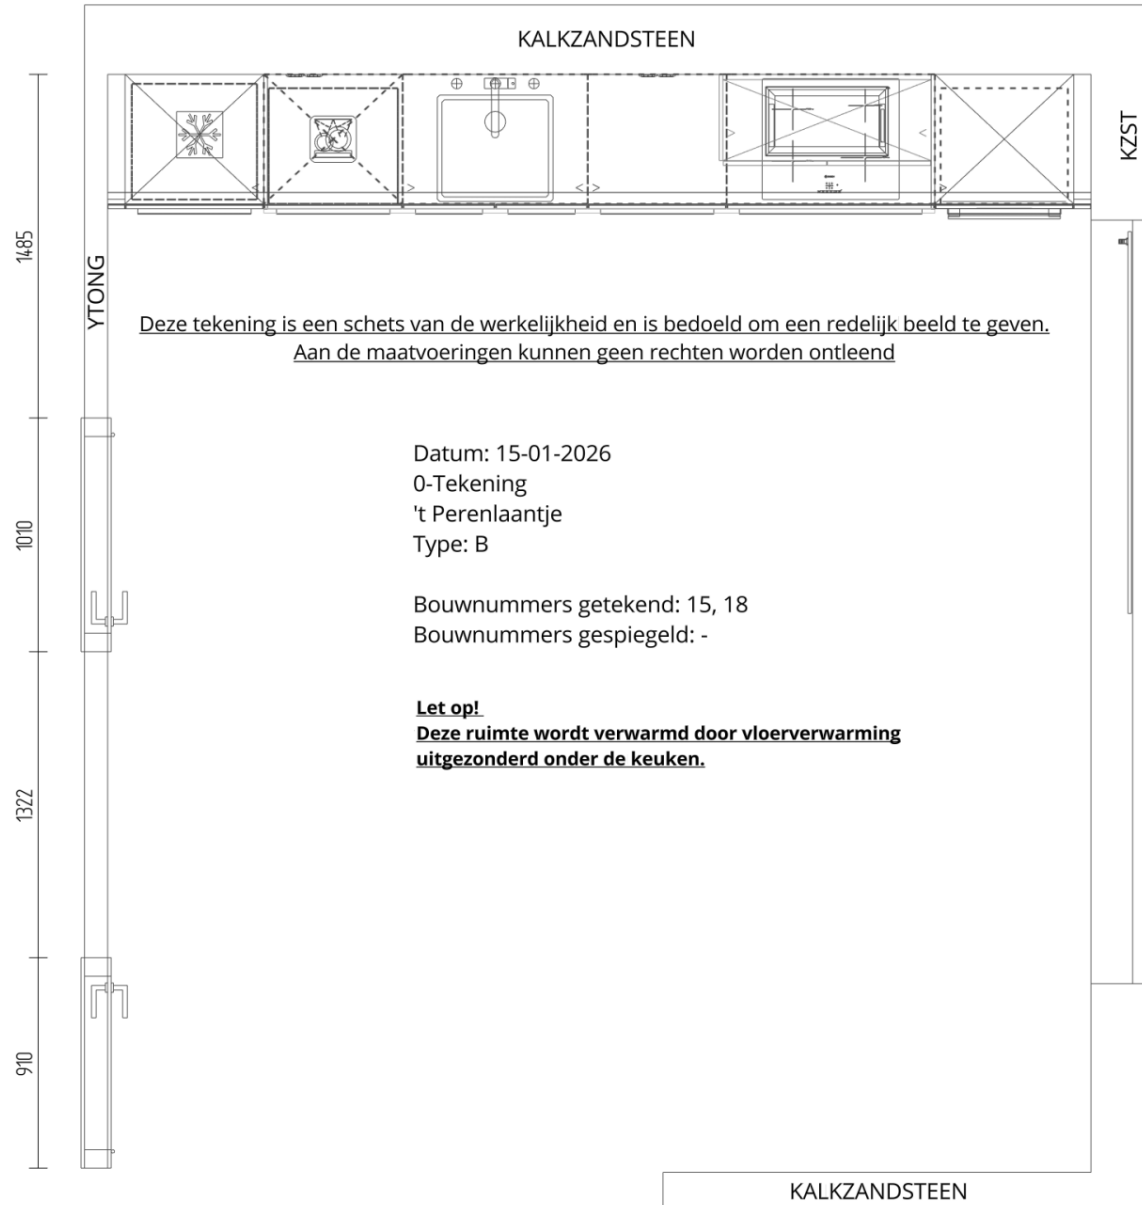 KALKZANDSTEEN
KZST
1485
YTONG
Deze tekening is een schets van de werkelijkheid en is bedoeld om een redelijk beeld te geven.
Aan de maatvoeringen kunnen geen rechten worden ontleend
Datum: 15-01-2026
0-Tekening
't Perenlaantje
Type: B
1010
Bouwnummers getekend: 15, 18
Bouwnummers gespiegeld: -
Let op!
Deze ruimte wordt verwarmd door vloerverwarming
uitgezonderd onder de keuken.
1322
910
KALKZANDSTEEN